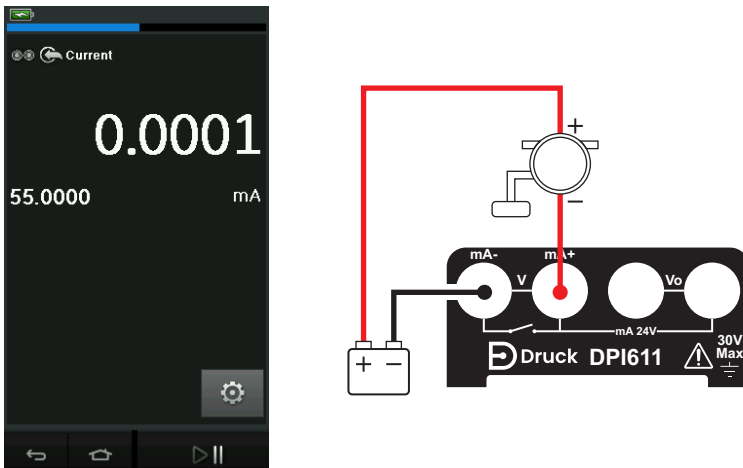 Current
0.0001
55.0000 mA
+
−
mA- mA+
V Vo
mA 24V
+ −
Druck DPI611
30V
Max